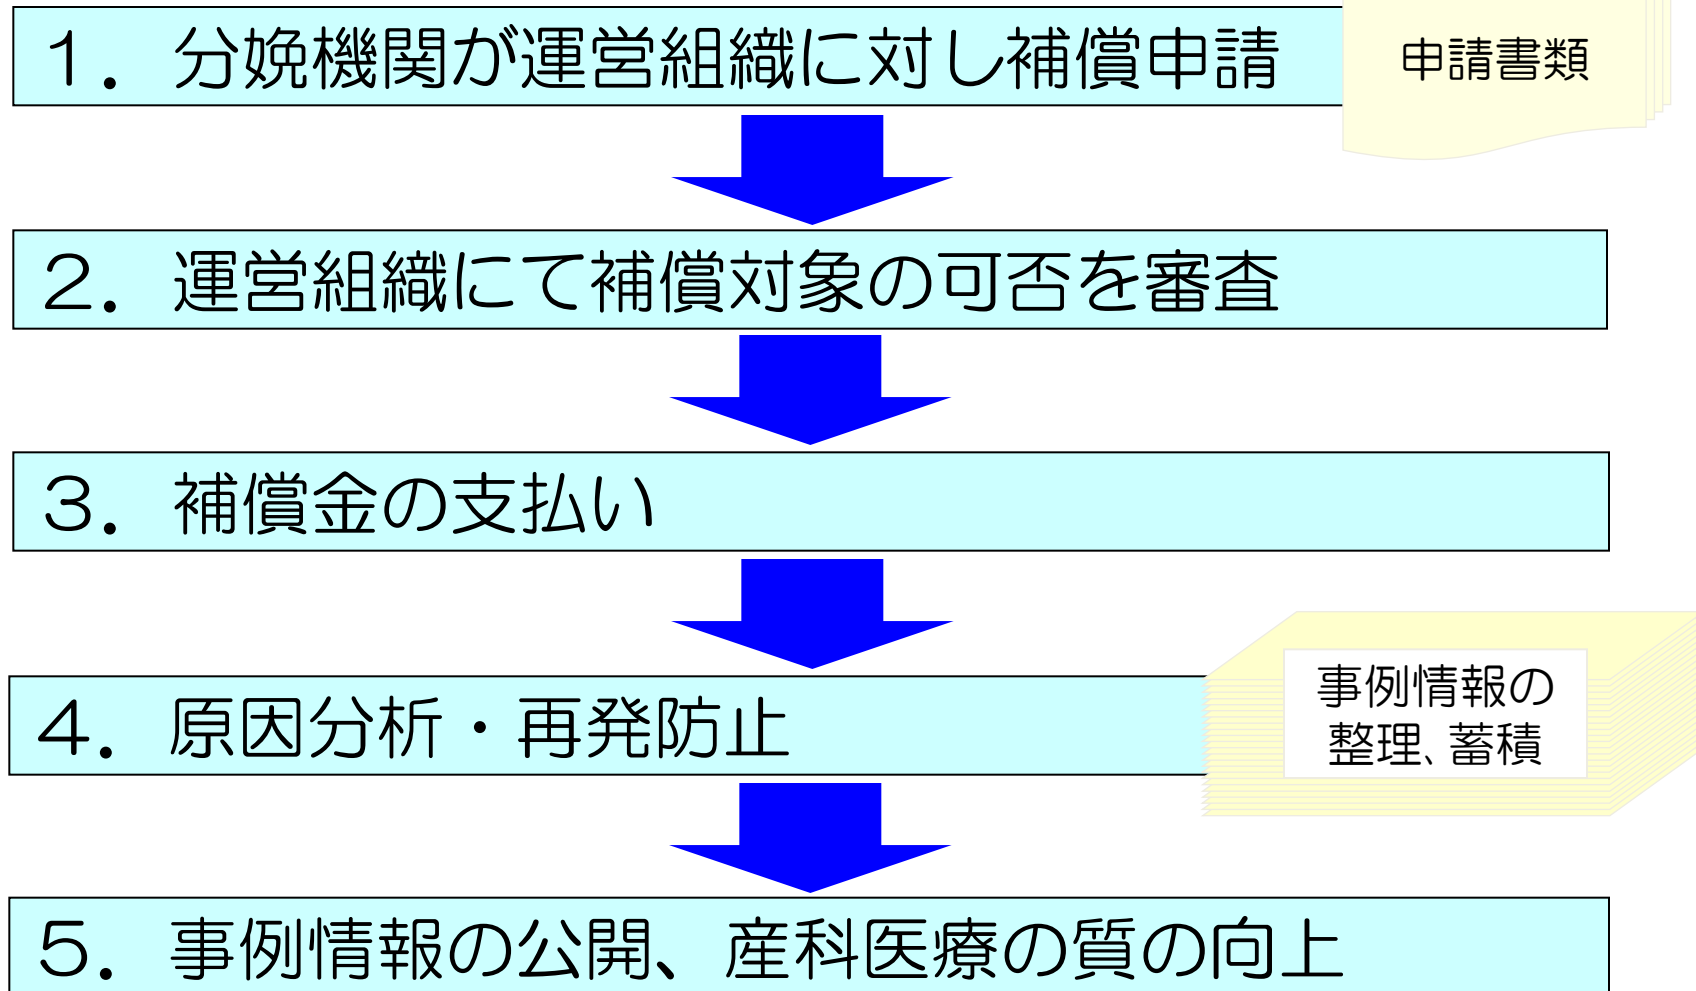 １．分娩機関が運営組織に対し補償申請
申請書類
２．運営組織にて補償対象の可否を審査
３．補償金の支払い
４．原因分析・再発防止
事例情報の
整理、蓄積
５．事例情報の公開、産科医療の質の向上